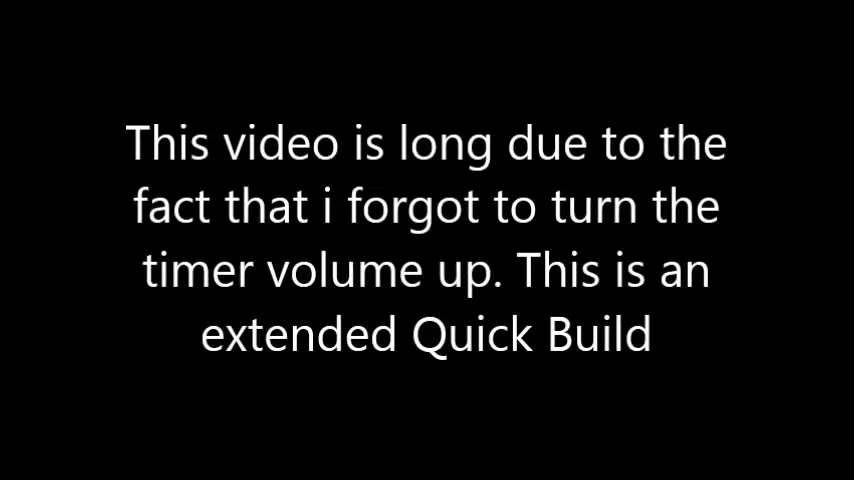 This video is long due to the
fact that i forgot to turn the
timer volume up. This is an
extended Quick Build